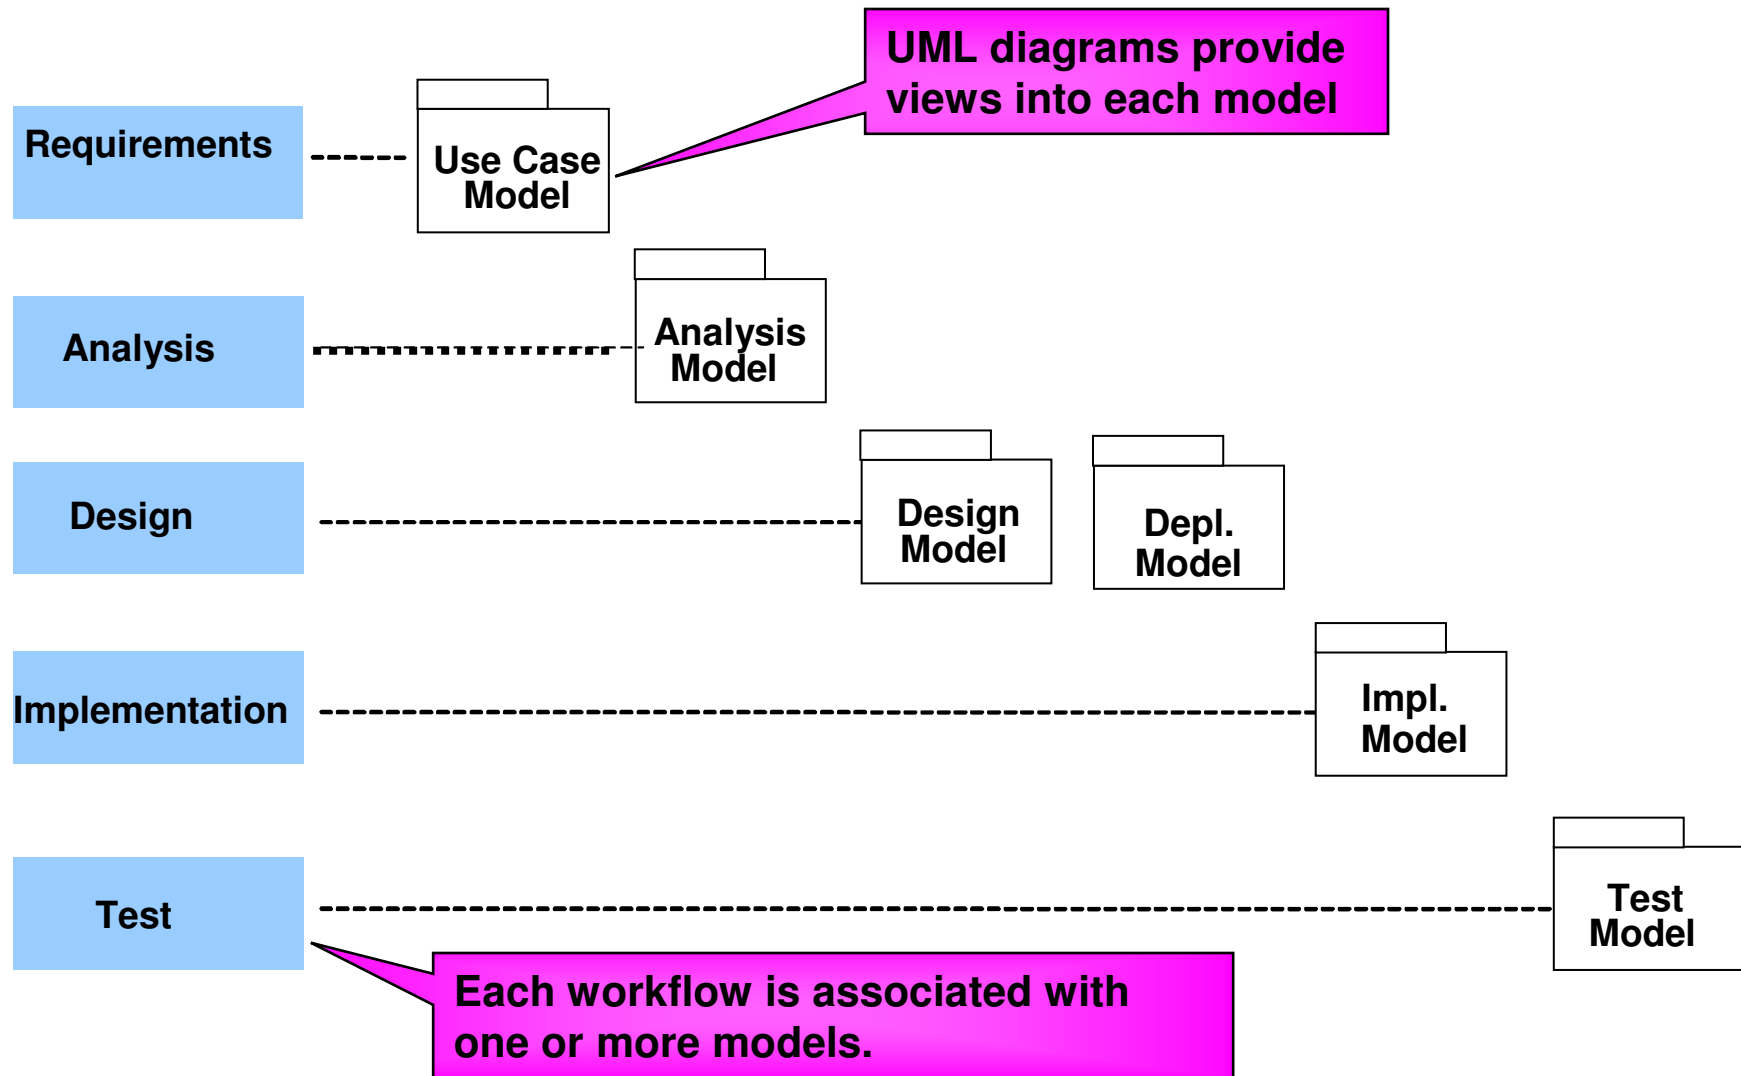 UML diagrams provide
views into each model
Requirements
Use Case
Model
Analysis
Analysis
Model
Design
Design
Model
Depl.
Model
Implementation
Impl.
Model
Test
Test
Model
Each workflow is associated with
one or more models.